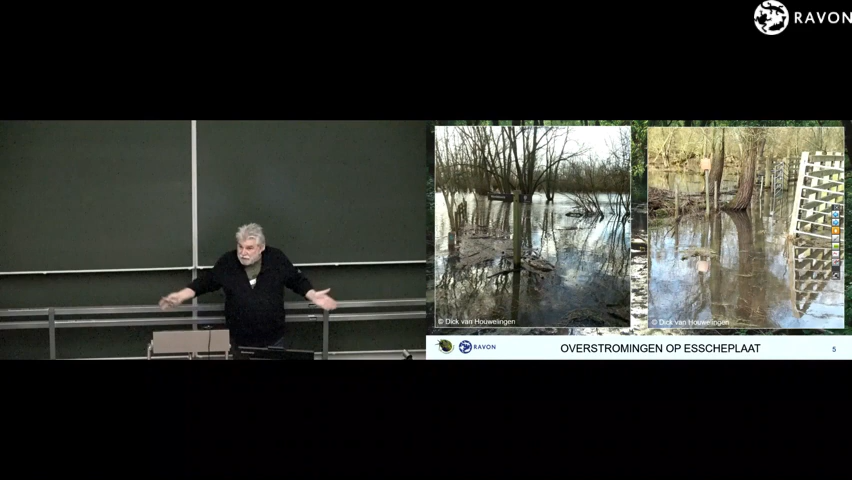 RAVON
© Dick van Houwelingen
© Dick van Houwelingen
RAVON
OVERSTROMINGEN OP ESSCHEPLAAT
5